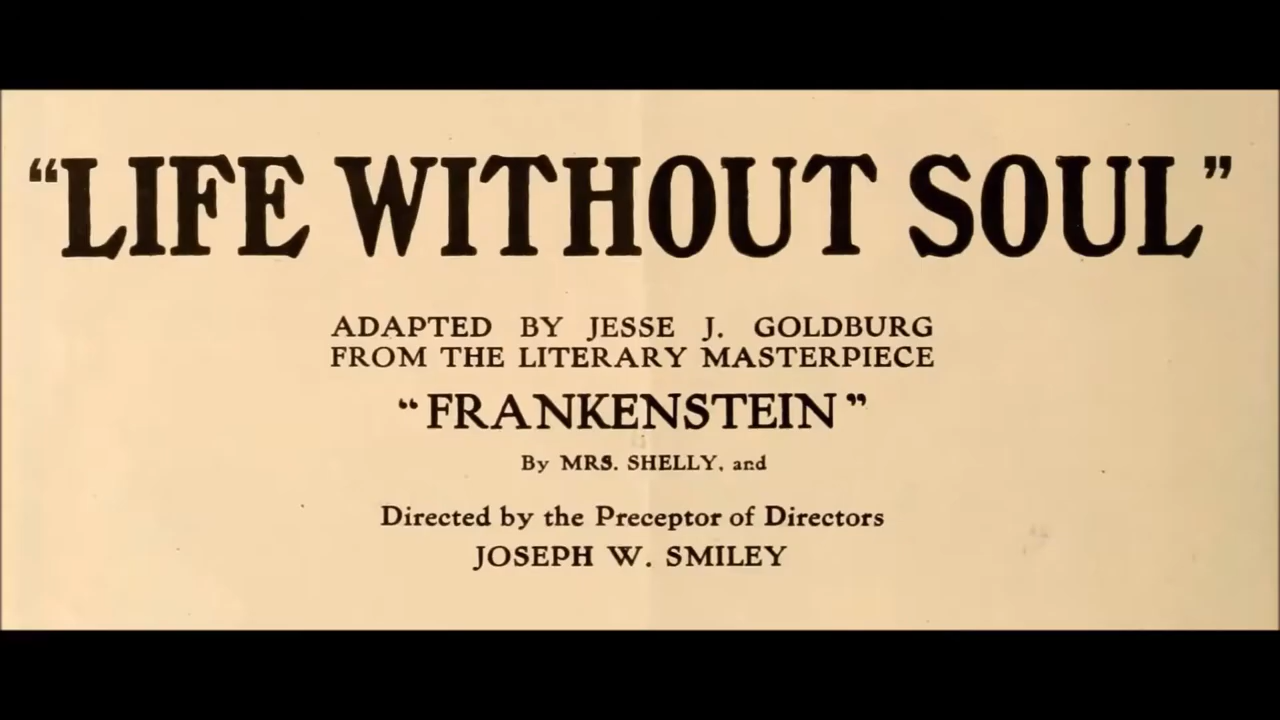 “LIFE WITHOUT SOUL”
ADAPTED BY JESSE J. GOLDBURG
FROM THE LITERARY MASTERPIECE
“FRANKENSTEIN”
By MRS. SHELLY, and
Directed by the Preceptor of Directors
JOSEPH W. SMILEY